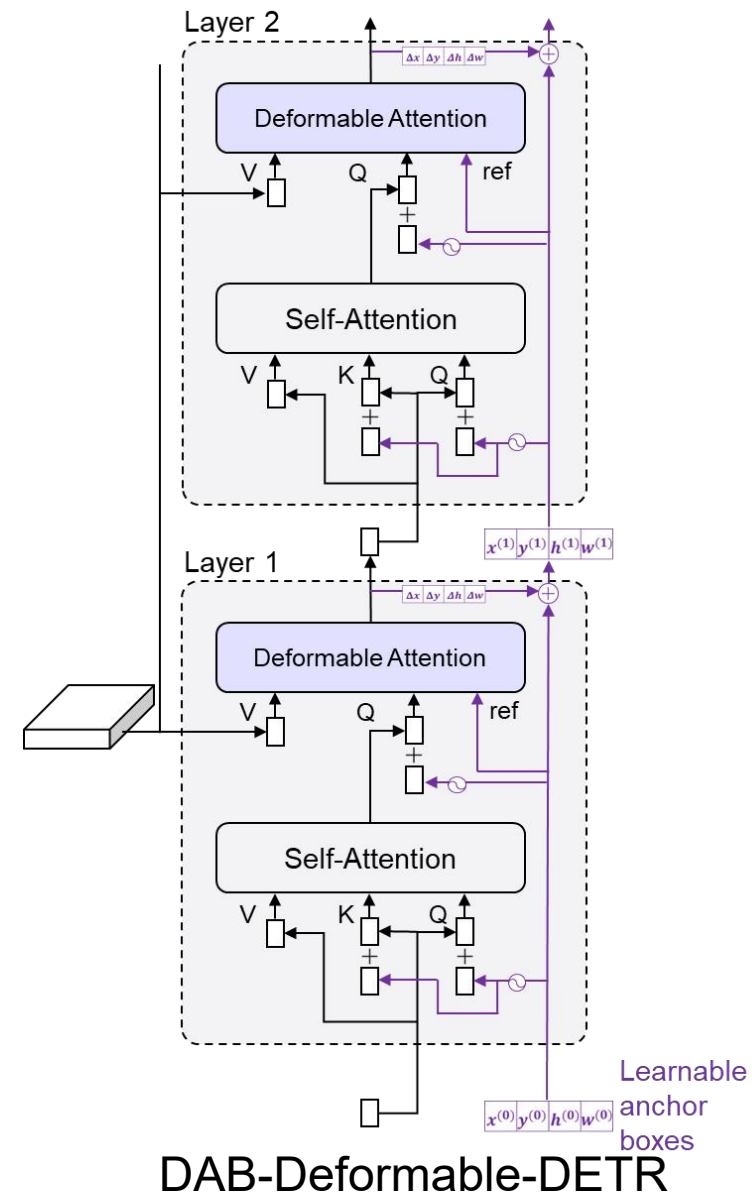 Layer 2
Δx Δy Δh Δw
Deformable Attention
V Q ref
+
Self-Attention
V K Q
+ +
x⁽¹⁾ y⁽¹⁾ h⁽¹⁾ w⁽¹⁾
Layer 1
Δx Δy Δh Δw
Deformable Attention
V Q ref
+
Self-Attention
V K Q
+ +
x⁽⁰⁾ y⁽⁰⁾ h⁽⁰⁾ w⁽⁰⁾
Learnable
anchor
boxes
DAB-Deformable-DETR